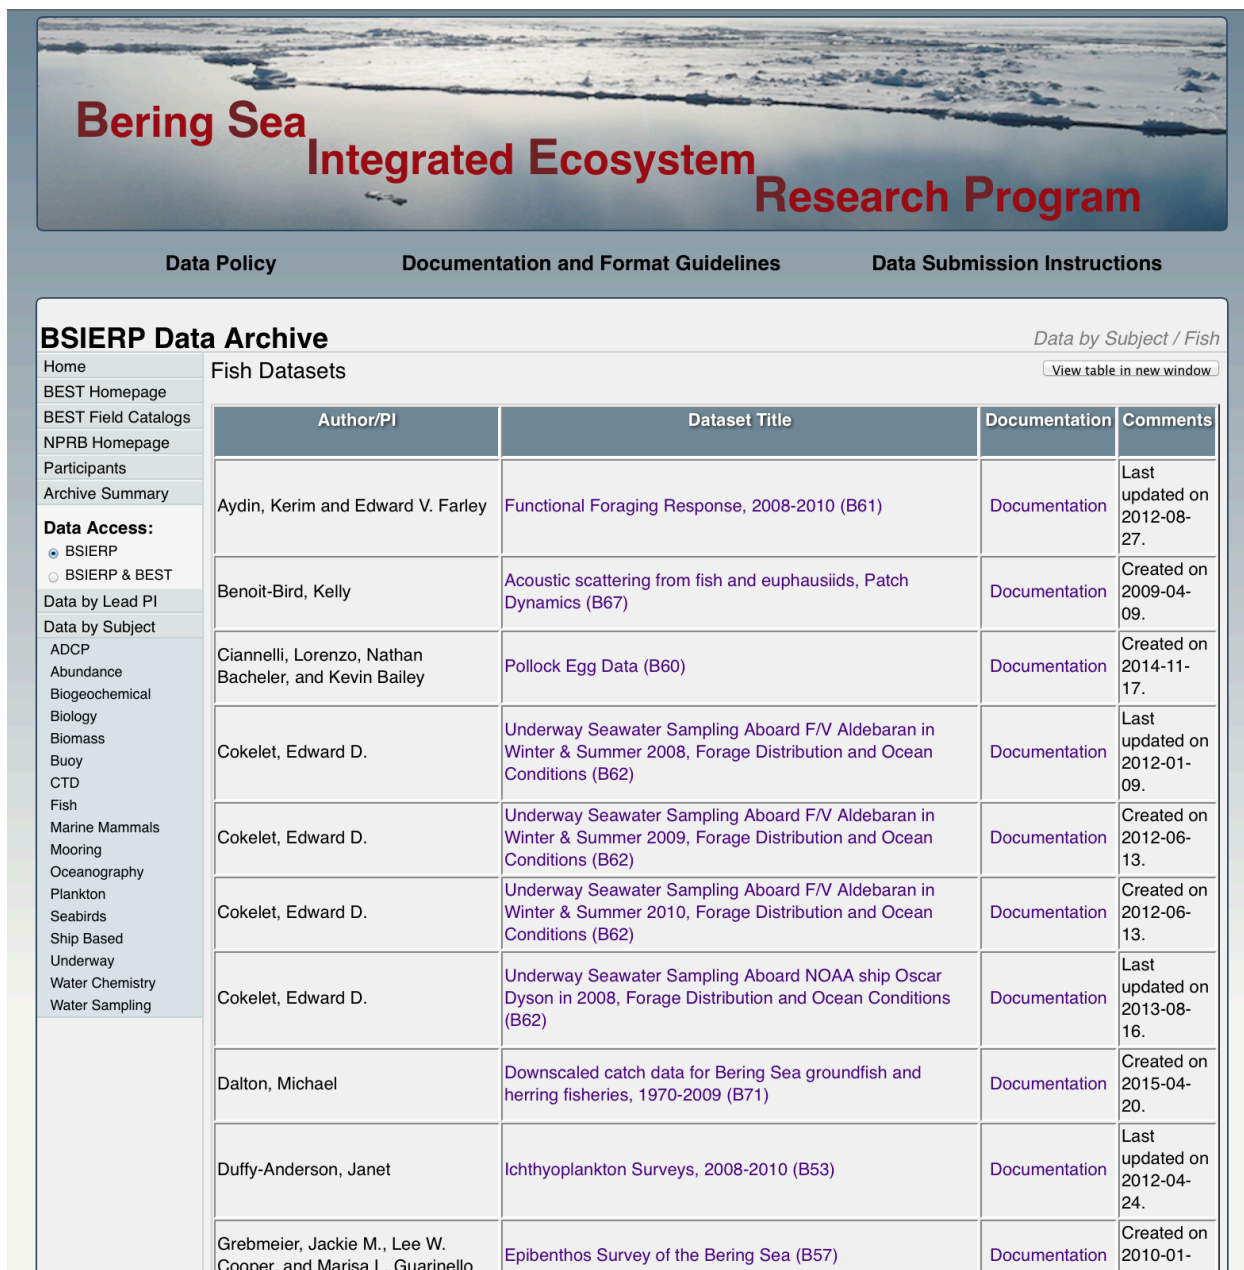 Bering Sea
Integrated Ecosystem
Research Program
Data Policy
Documentation and Format Guidelines
Data Submission Instructions
BSIERP Data Archive
Data by Subject / Fish
Home
BEST Homepage
BEST Field Catalogs
NPRB Homepage
Participants
Archive Summary
Data Access:
BSIERP
BSIERP & BEST
Data by Lead PI
Data by Subject
ADCP
Abundance
Biogeochemical
Biology
Biomass
Buoy
CTD
Fish
Marine Mammals
Mooring
Oceanography
Plankton
Seabirds
Ship Based
Underway
Water Chemistry
Water Sampling
Fish Datasets
View table in new window
Author/PI
Dataset Title
Documentation
Comments
Aydin, Kerim and Edward V. Farley
Functional Foraging Response, 2008-2010 (B61)
Documentation
Last
updated on
2012-08-
27.
Benoit-Bird, Kelly
Acoustic scattering from fish and euphausiids, Patch
Dynamics (B67)
Documentation
Created on
2009-04-
09.
Ciannelli, Lorenzo, Nathan
Bacheler, and Kevin Bailey
Pollock Egg Data (B60)
Documentation
Created on
2014-11-
17.
Cokelet, Edward D.
Underway Seawater Sampling Aboard F/V Aldebaran in
Winter & Summer 2008, Forage Distribution and Ocean
Conditions (B62)
Documentation
Last
updated on
2012-01-
09.
Cokelet, Edward D.
Underway Seawater Sampling Aboard F/V Aldebaran in
Winter & Summer 2009, Forage Distribution and Ocean
Conditions (B62)
Documentation
Created on
2012-06-
13.
Cokelet, Edward D.
Underway Seawater Sampling Aboard F/V Aldebaran in
Winter & Summer 2010, Forage Distribution and Ocean
Conditions (B62)
Documentation
Created on
2012-06-
13.
Cokelet, Edward D.
Underway Seawater Sampling Aboard NOAA ship Oscar
Dyson in 2008, Forage Distribution and Ocean Conditions
(B62)
Documentation
Last
updated on
2013-08-
16.
Dalton, Michael
Downscaled catch data for Bering Sea groundfish and
herring fisheries, 1970-2009 (B71)
Documentation
Created on
2015-04-
20.
Duffy-Anderson, Janet
Ichthyoplankton Surveys, 2008-2010 (B53)
Documentation
Last
updated on
2012-04-
24.
Grebmeier, Jackie M., Lee W.
Cooper, and Marisa L. Guarinello
Epibenthos Survey of the Bering Sea (B57)
Documentation
Created on
2010-01-